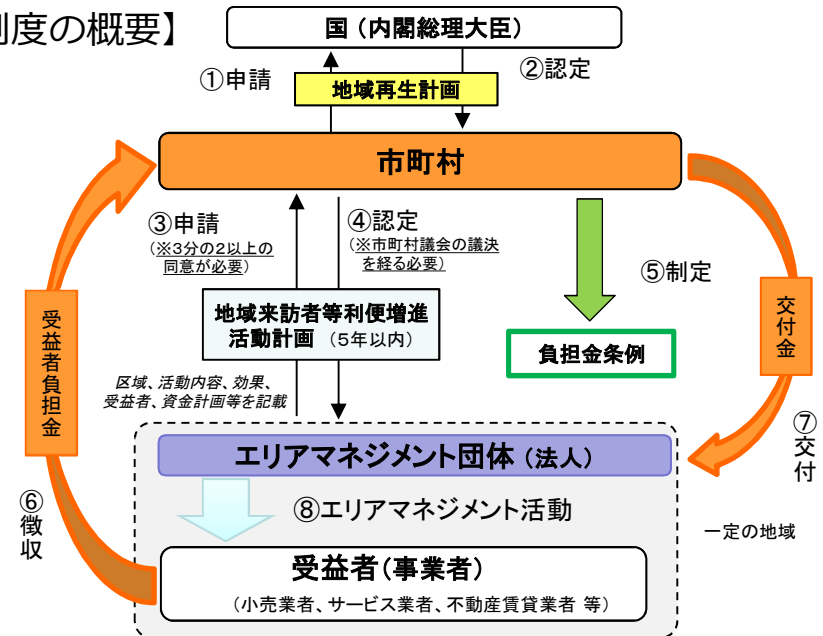 度の概要】
国（内閣総理大臣）
①申請
②認定
地域再生計画
市町村
③申請
（※3分の2以上の
同意が必要）
④認定
（※市町村議会の議決
を経る必要）
⑤制定
地域来訪者等利便増進
活動計画 （5年以内）
負担金条例
受益者負担金
交付金
区域、活動内容、効果、
受益者、資金計画等を記載
⑦交付
エリアマネジメント団体（法人）
⑧エリアマネジメント活動
⑥徴収
一定の地域
受益者（事業者）
（小売業者、サービス業者、不動産賃貸業者 等）